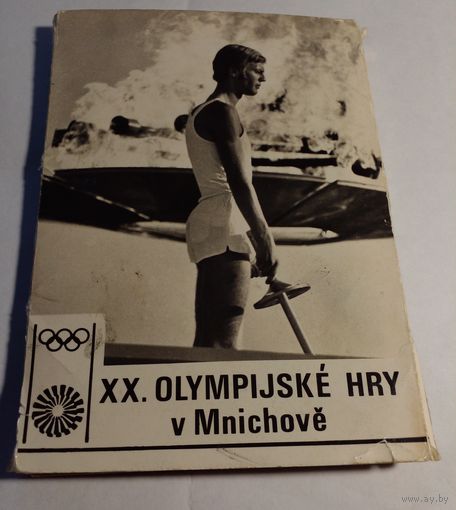 XX. OLYMPIJSKÉ HRY
v Mnichově
www.ay.by